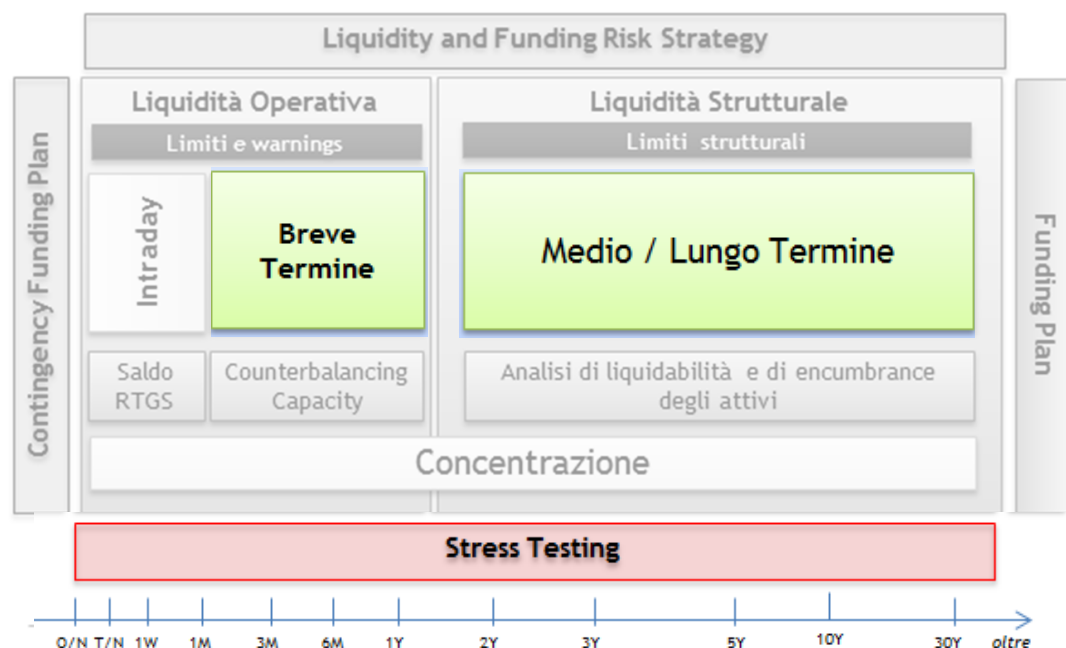 Liquidity and Funding Risk Strategy
Contingency Funding Plan
Liquidità Operativa
Limiti e warnings
Intraday
Breve
Termine
Saldo
RTGS
Counterbalancing
Capacity
Liquidità Strutturale
Limiti strutturali
Medio / Lungo Termine
Analisi di liquidabilità e di encumbrance
degli attivi
Funding Plan
Concentrazione
Stress Testing
O/N T/N 1W 1M 3M 6M 1Y 2Y 3Y 5Y 10Y 30Y oltre